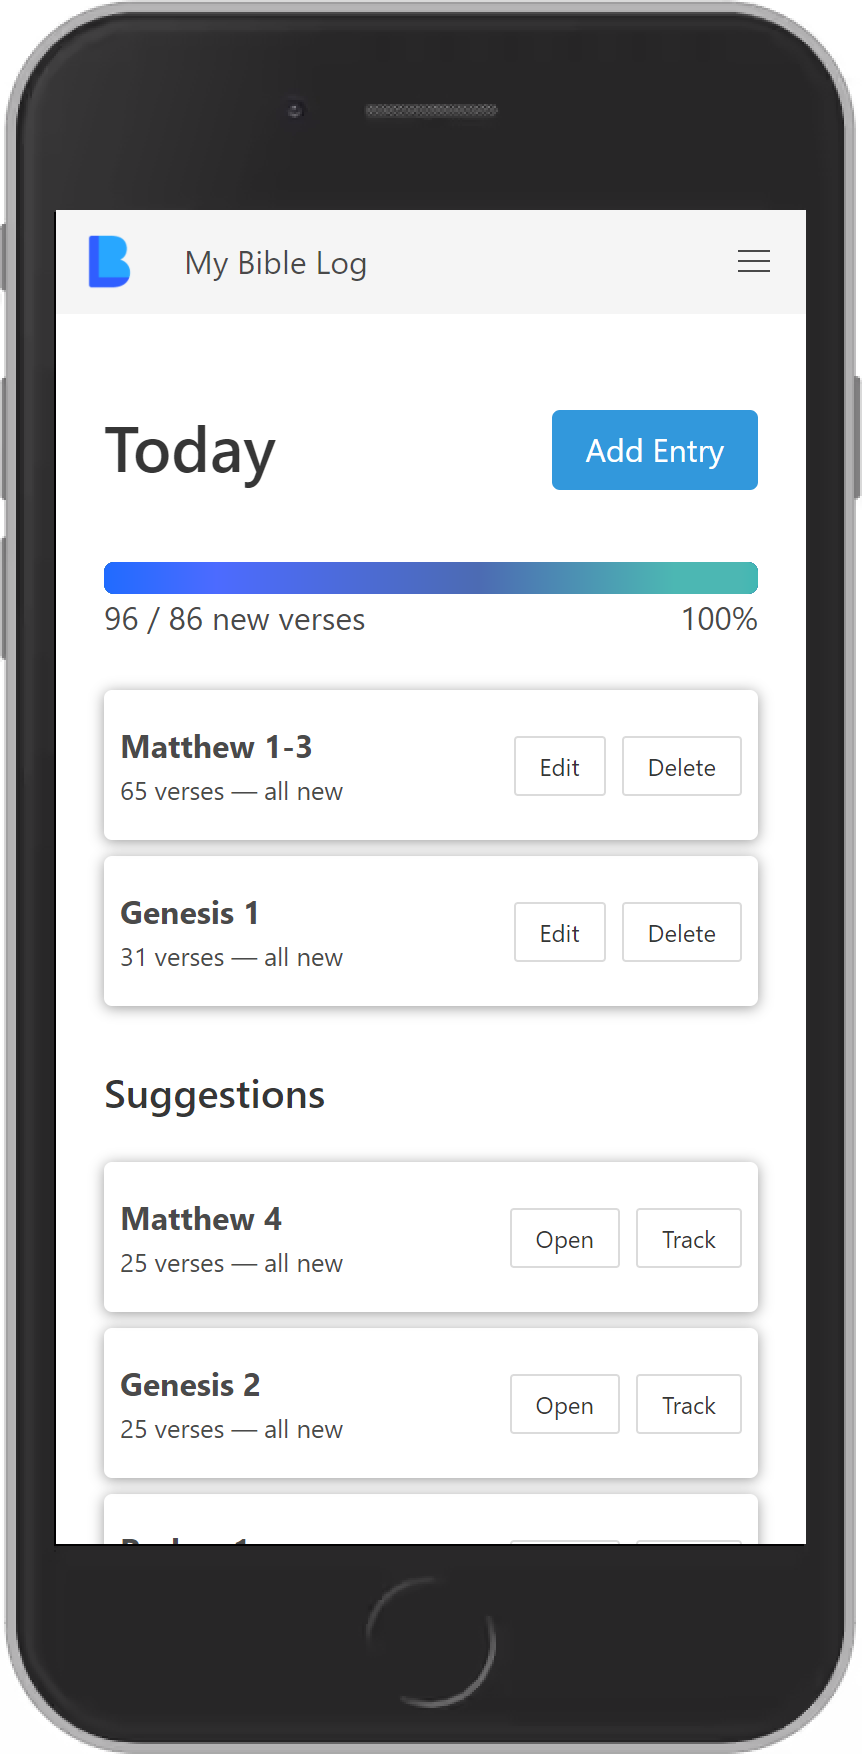 My Bible Log
Today
Add Entry
96 / 86 new verses
100%
Matthew 1-3
65 verses — all new
Edit
Delete
Genesis 1
31 verses — all new
Edit
Delete
Suggestions
Matthew 4
25 verses — all new
Open
Track
Genesis 2
25 verses — all new
Open
Track